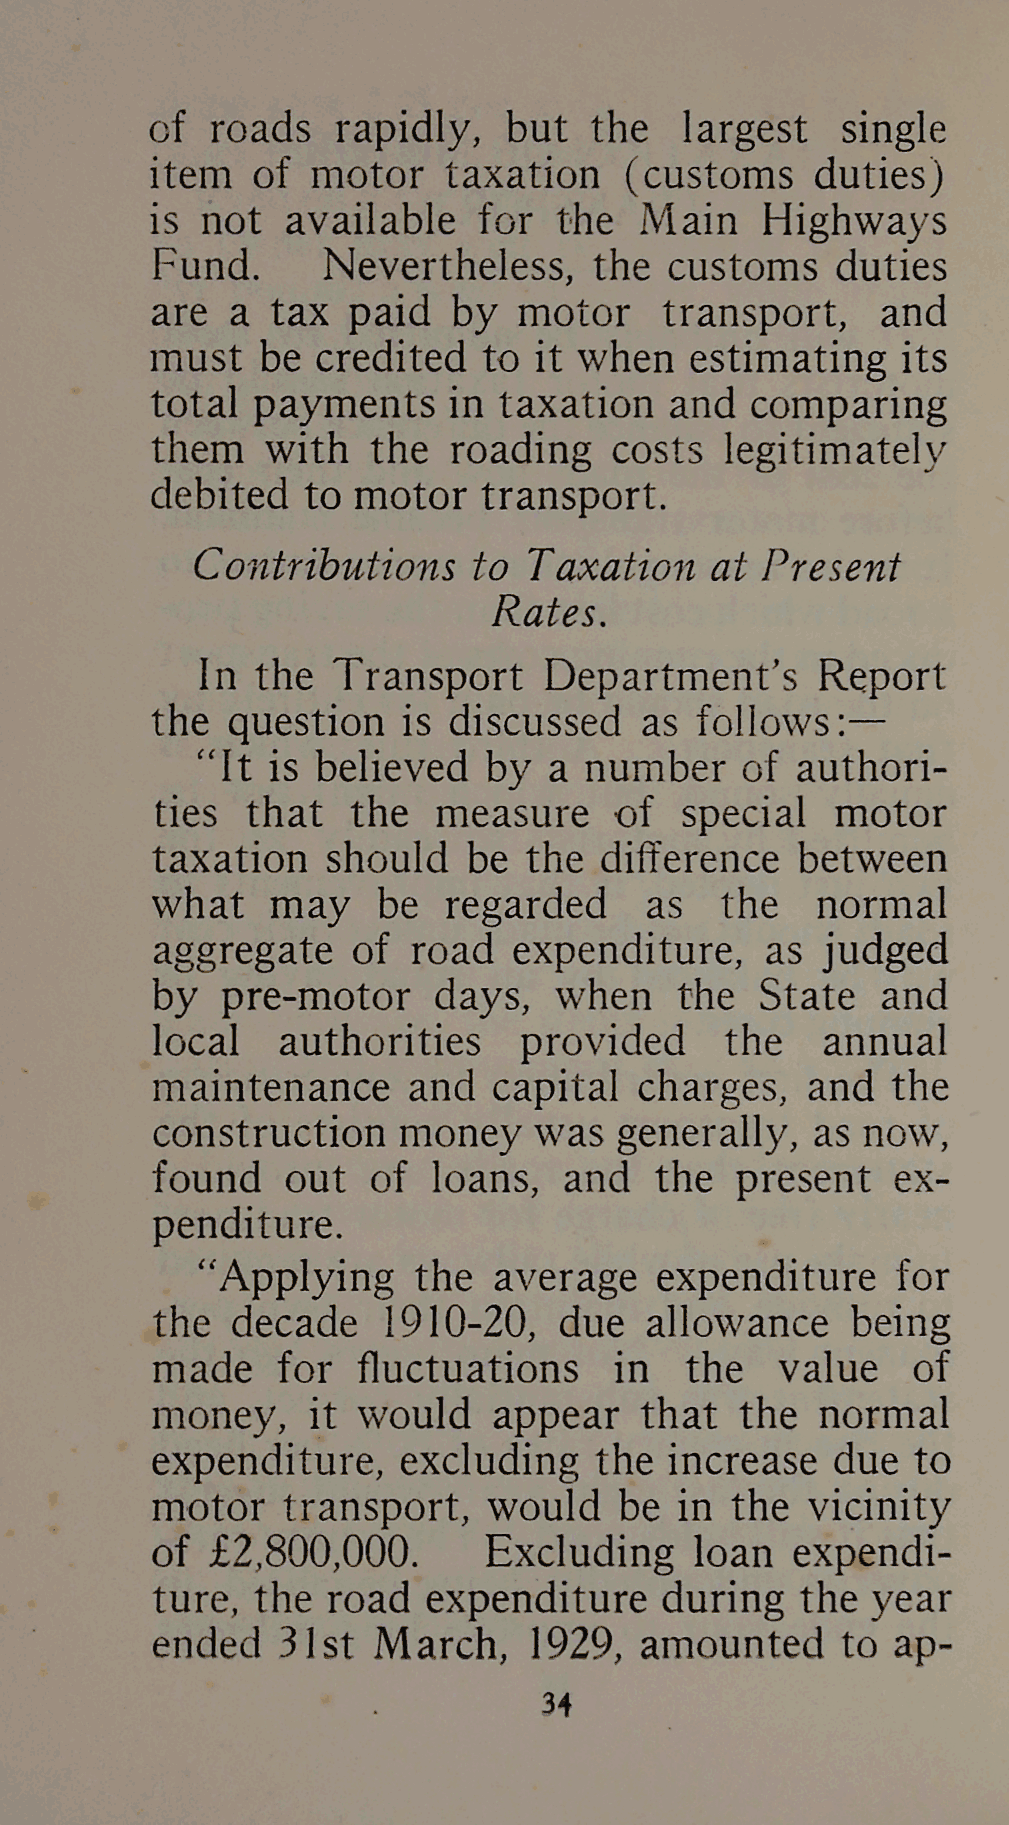 of roads rapidly, but the largest single
item of motor taxation (customs duties)
is not available for the Main Highways
Fund. Nevertheless, the customs duties
are a tax paid by motor transport, and
must be credited to it when estimating its
total payments in taxation and comparing
them with the roading costs legitimately
debited to motor transport.
Contributions to Taxation at Present
Rates.
In the Transport Department's Report
the question is discussed as follows:—
"It is believed by a number of authori-
ties that the measure of special motor
taxation should be the difference between
what may be regarded as the normal
aggregate of road expenditure, as judged
by pre-motor days, when the State and
local authorities provided the annual
maintenance and capital charges, and the
construction money was generally, as now,
found out of loans, and the present ex-
penditure.
"Applying the average expenditure for
the decade 1910-20, due allowance being
made for fluctuations in the value of
money, it would appear that the normal
expenditure, excluding the increase due to
motor transport, would be in the vicinity
of £2,800,000. Excluding loan expendi-
ture, the road expenditure during the year
ended 31st March, 1929, amounted to ap-
34